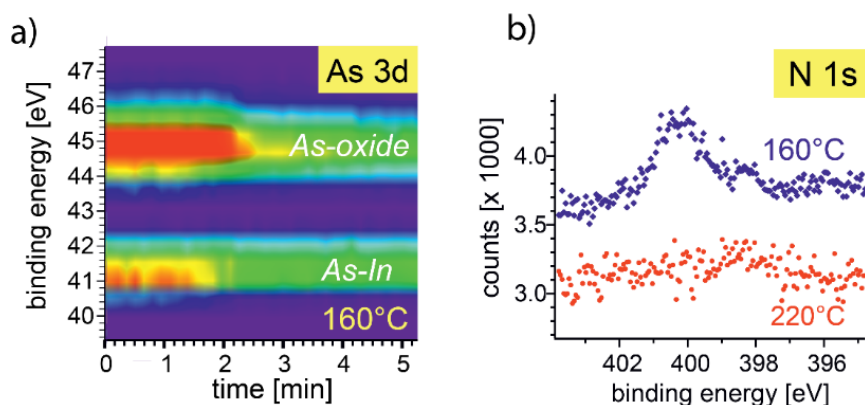 a)
As 3d
binding energy [eV]
47
46
45
44
43
42
41
40
As-oxide
As-In
160°C
0 1 2 3 4 5
time [min]
b)
N 1s
counts [x 1000]
4.0
3.5
3.0
160°C
220°C
402 400 398 396
binding energy [eV]